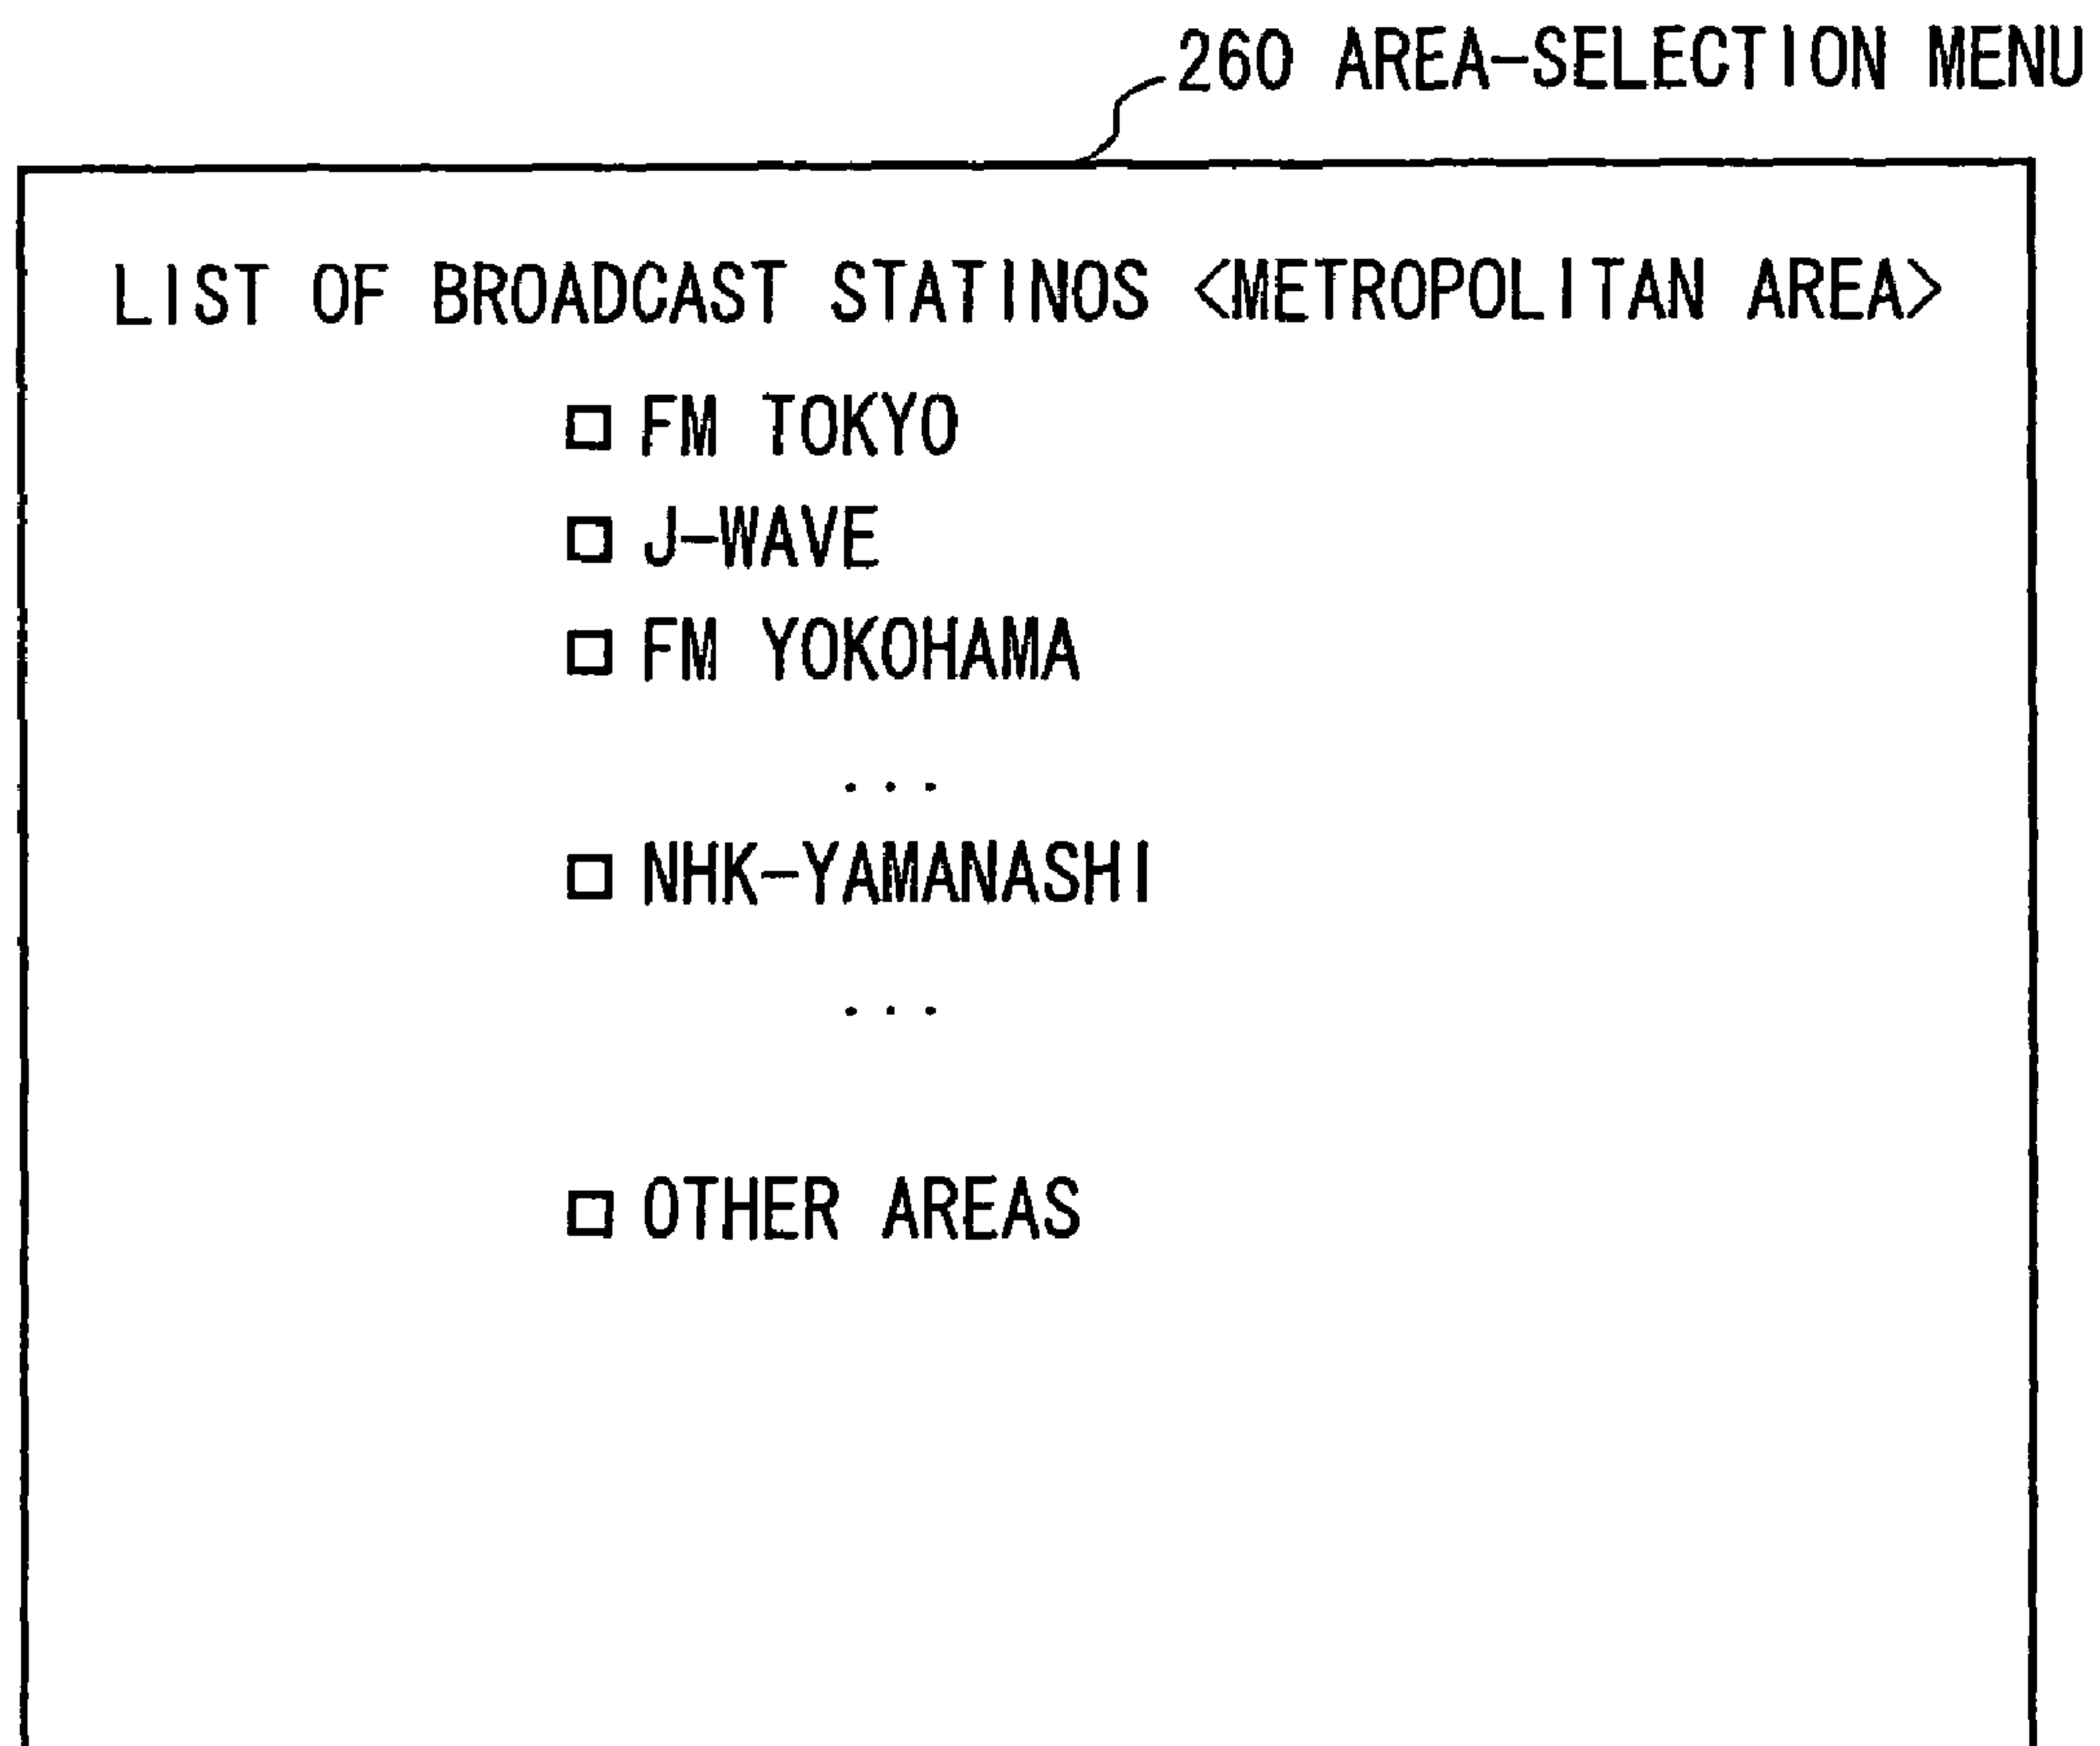 260 AREA-SELECTION MENU
LIST OF BROADCAST STATINOS <METROPOLITAN AREA>
□ FM TOKYO
□ J-WAVE
□ FM YOKOHAMA
...
□ NHK-YAMANASHI
...
□ OTHER AREAS